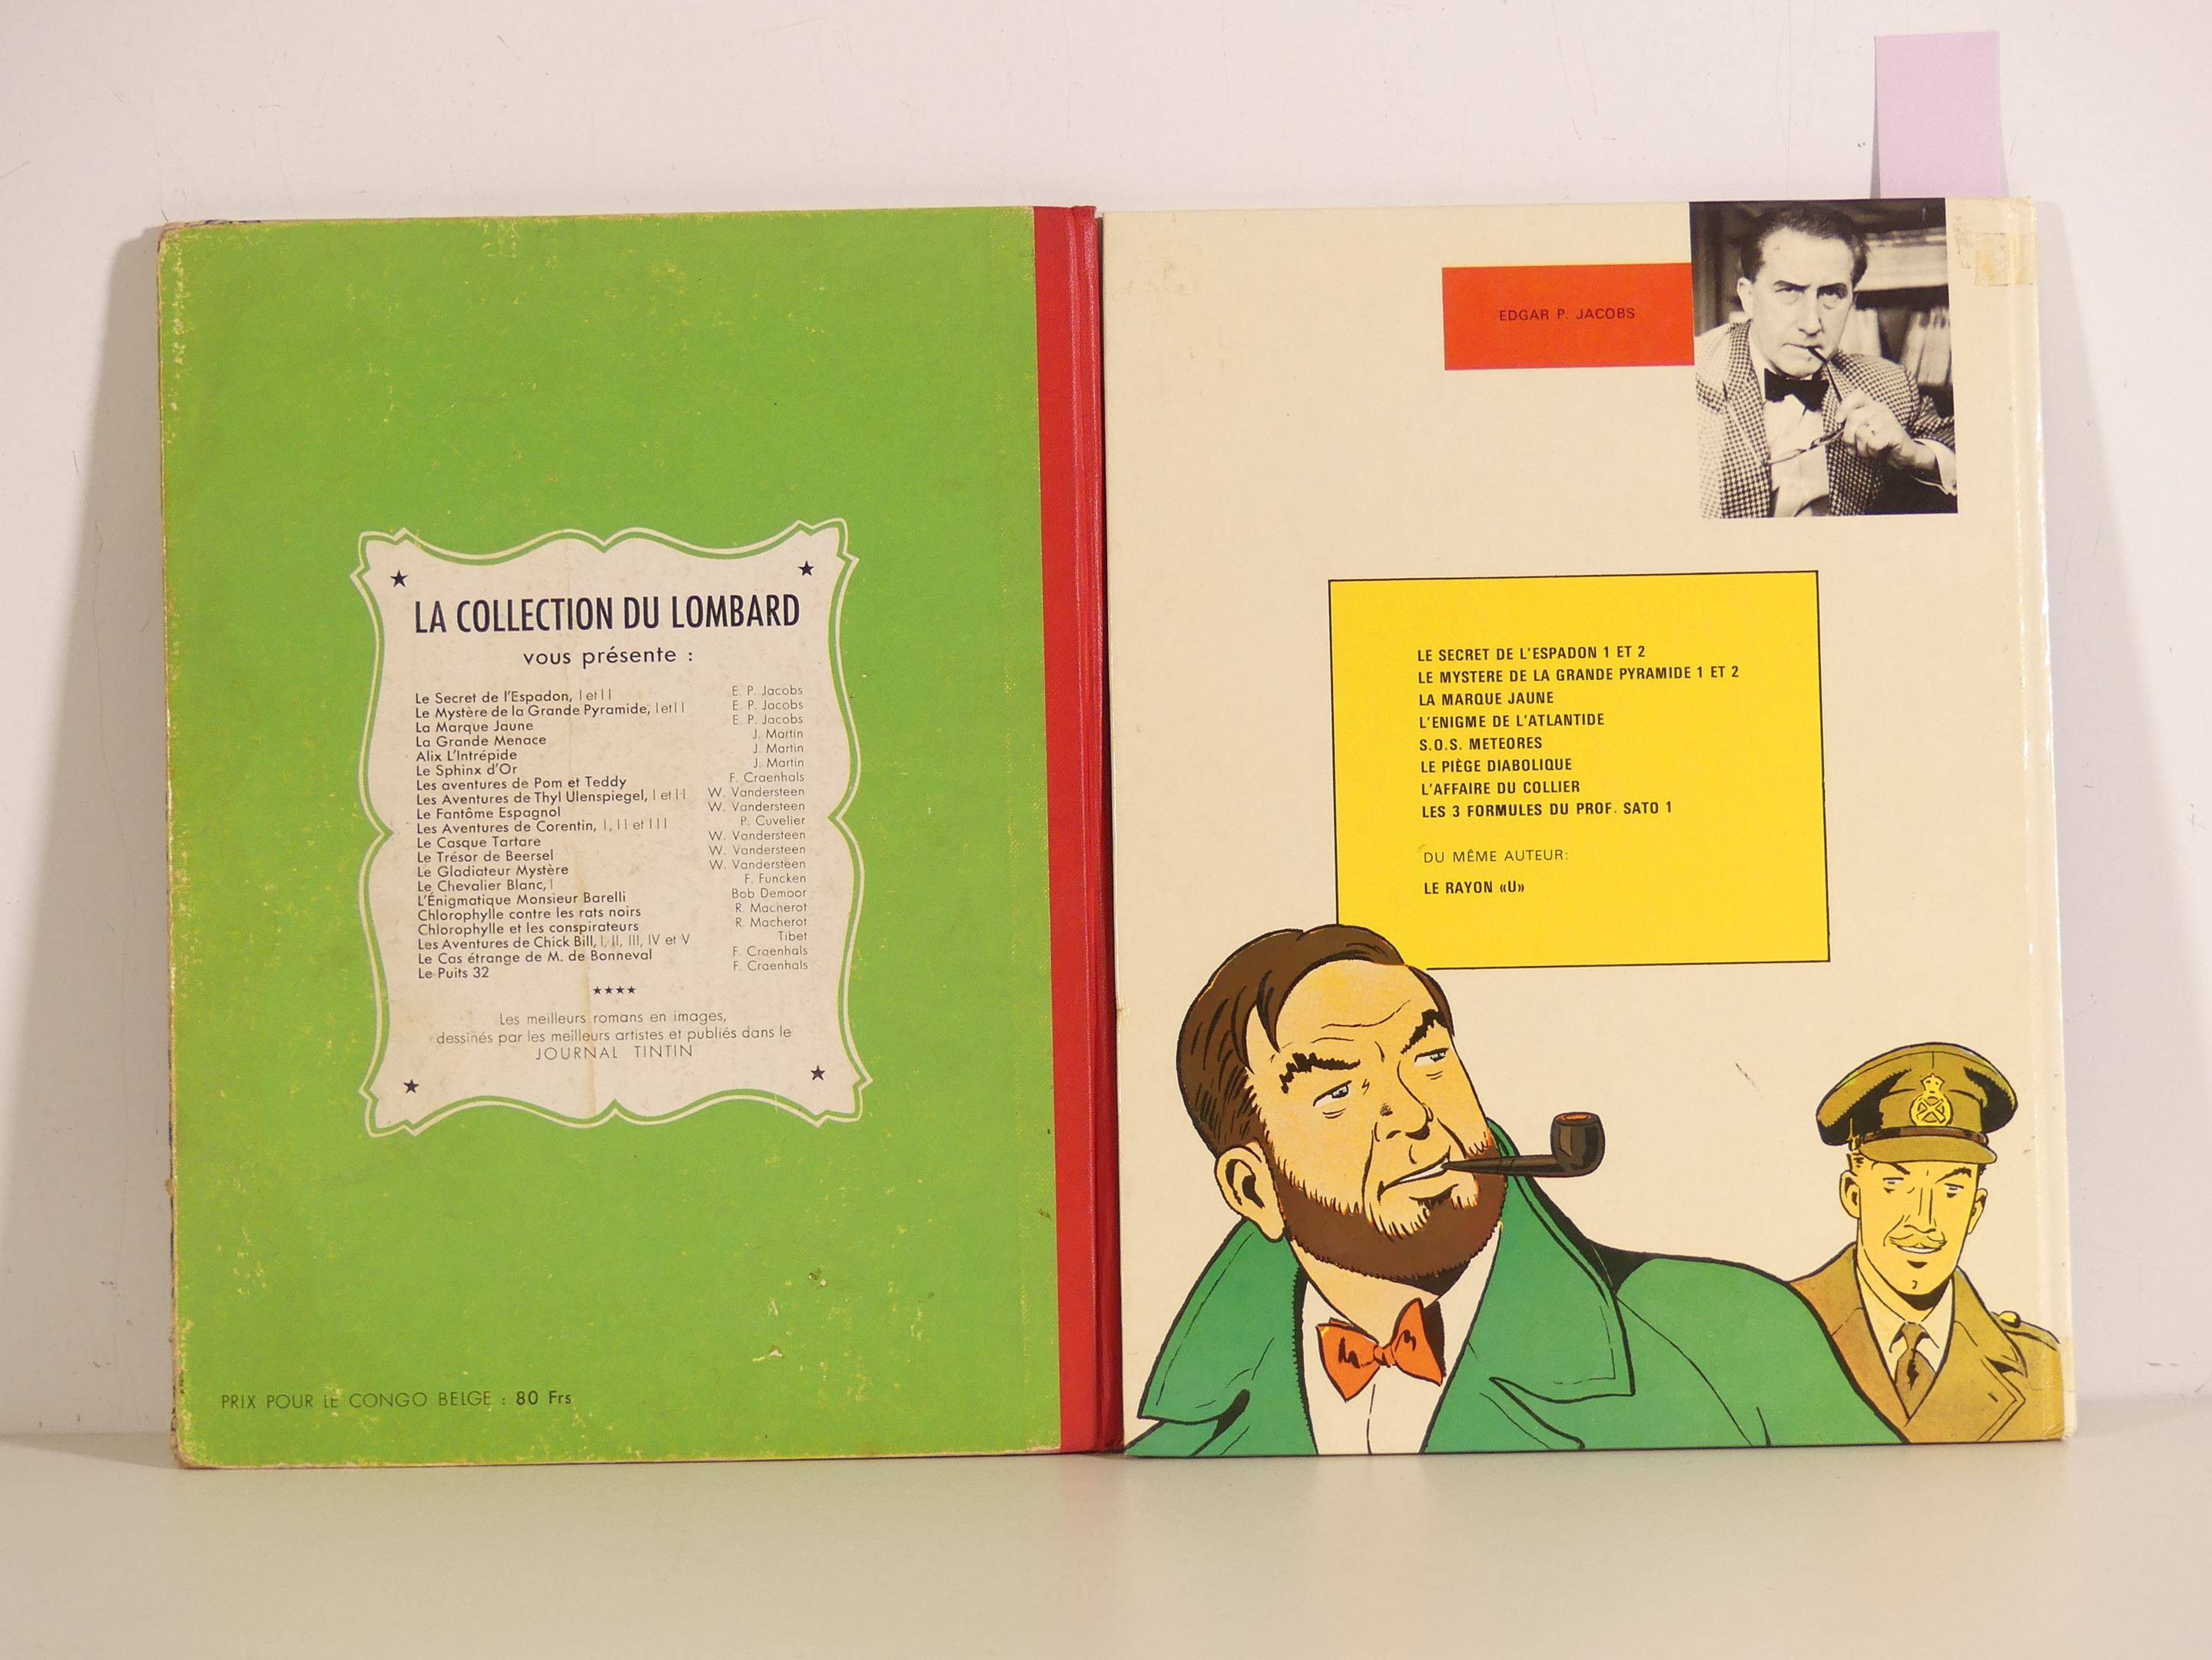 LA COLLECTION DU LOMBARD
vous présente :
Le Secret de l'Espadon, I et II E. P. Jacobs
Le Mystère de la Grande Pyramide, I et II E. P. Jacobs
La Marque Jaune E. P. Jacobs
La Grande Menace J. Martin
Alix L'Intrépide J. Martin
Le Sphinx d'Or J. Martin
Les aventures de Pom et Teddy F. Craenhals
Les Aventures de Thyl Ulenspiegel, I et II W. Vandersteen
Le Fantôme Espagnol W. Vandersteen
Les Aventures de Corentin, I, II et III P. Cuvelier
Le Casque Tartare W. Vandersteen
Le Trésor de Beersel W. Vandersteen
Le Gladiateur Mystère W. Vandersteen
Le Chevalier Blanc, I F. Funcken
L'Énigmatique Monsieur Barelli Bob Demoor
Chlorophylle contre les rats noirs R. Macherot
Chlorophylle et les conspirateurs R. Macherot
Les Aventures de Chick Bill, I, II, III, IV et V Tibet
Le Cas étrange de M. de Bonneval F. Craenhals
Le Puits 32 F. Craenhals
Les meilleurs romans en images,
dessinés par les meilleurs artistes et publiés dans le
JOURNAL TINTIN
PRIX POUR LE CONGO BELGE : 80 Frs
EDGAR P. JACOBS
LE SECRET DE L'ESPADON 1 ET 2
LE MYSTERE DE LA GRANDE PYRAMIDE 1 ET 2
LA MARQUE JAUNE
L'ENIGME DE L'ATLANTIDE
S.O.S. METEORES
LE PIÈGE DIABOLIQUE
L'AFFAIRE DU COLLIER
LES 3 FORMULES DU PROF. SATO 1
DU MÊME AUTEUR:
LE RAYON «U»